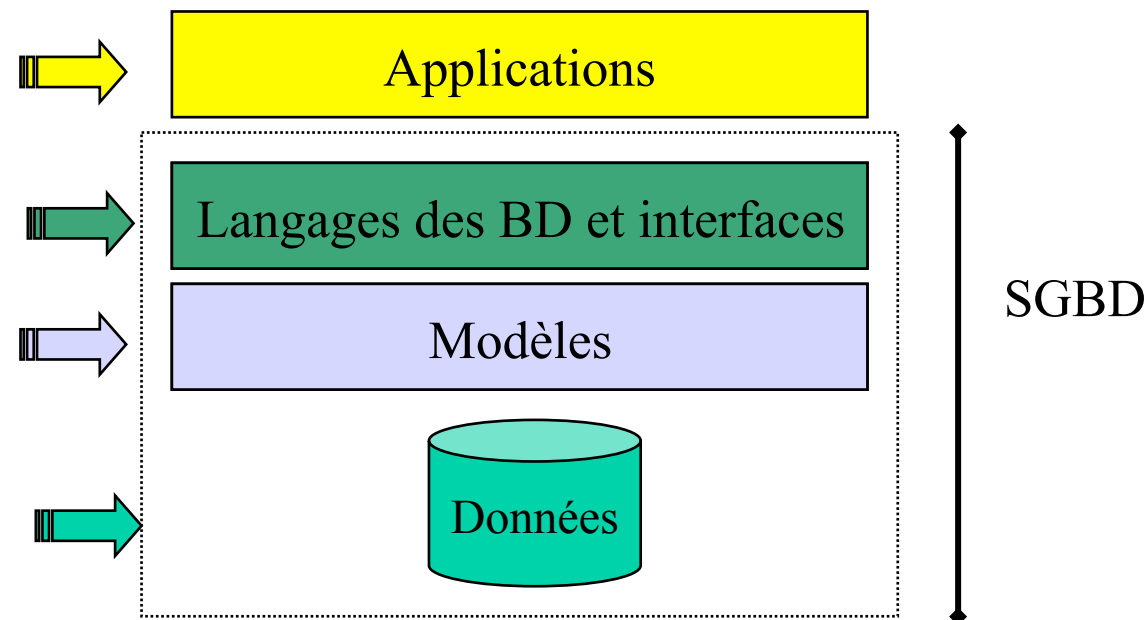 Applications
Langages des BD et interfaces
SGBD
Modèles
Données